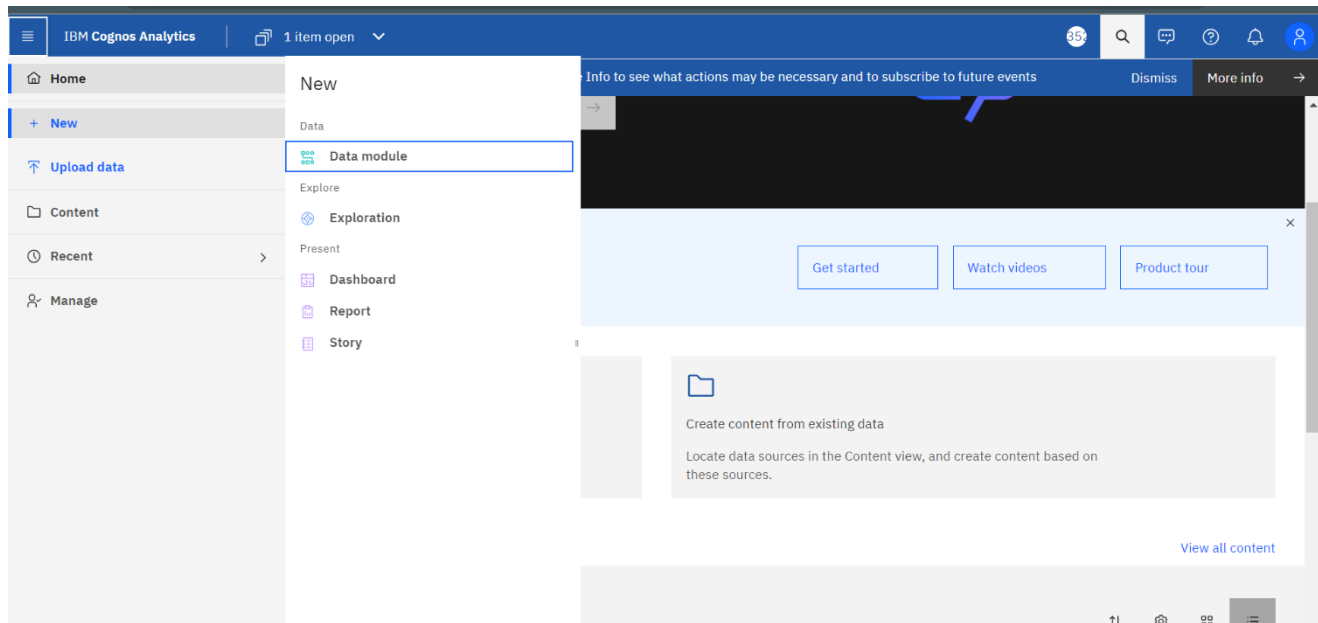 IBM Cognos Analytics
1 item open
352
Home
New
Upload data
Content
Recent
Manage
New
Data
Data module
Explore
Exploration
Present
Dashboard
Report
Story
Info to see what actions may be necessary and to subscribe to future events
Dismiss
More info
Get started
Watch videos
Product tour
Create content from existing data
Locate data sources in the Content view, and create content based on
these sources.
View all content